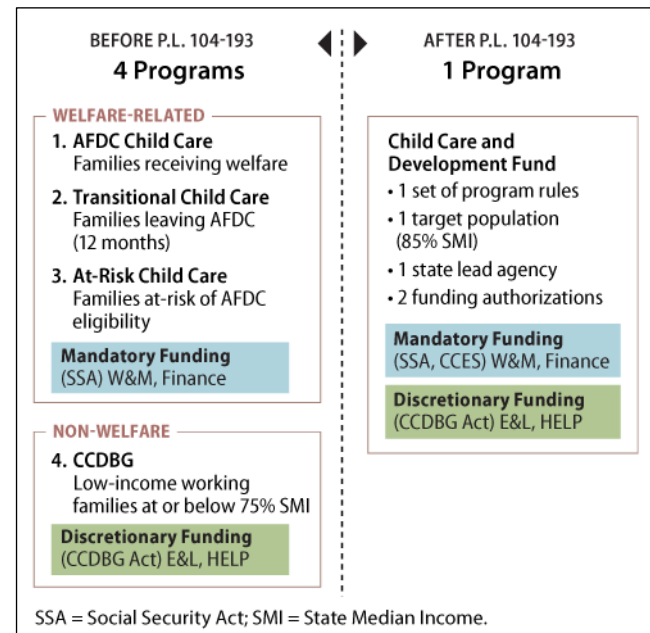 BEFORE P.L. 104-193
4 Programs
WELFARE-RELATED
1. AFDC Child Care
Families receiving welfare
2. Transitional Child Care
Families leaving AFDC
(12 months)
3. At-Risk Child Care
Families at-risk of AFDC
eligibility
Mandatory Funding
(SSA) W&M, Finance
NON-WELFARE
4. CCDBG
Low-income working
families at or below 75% SMI
Discretionary Funding
(CCDBG Act) E&L, HELP
AFTER P.L. 104-193
1 Program
Child Care and
Development Fund
• 1 set of program rules
• 1 target population
(85% SMI)
• 1 state lead agency
• 2 funding authorizations
Mandatory Funding
(SSA, CCES) W&M, Finance
Discretionary Funding
(CCDBG Act) E&L, HELP
SSA = Social Security Act; SMI = State Median Income.